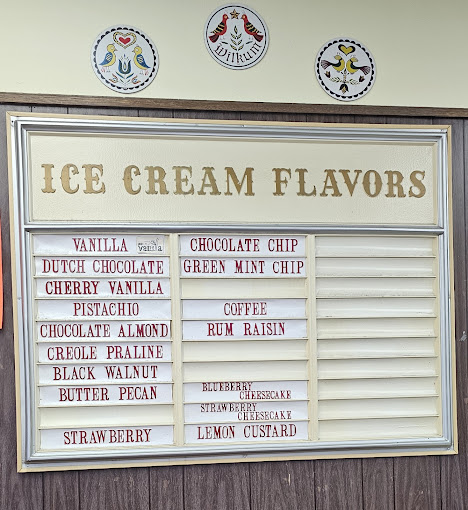 Wilkum
ICE CREAM FLAVORS
VANILLA
vanilla
DUTCH CHOCOLATE
CHERRY VANILLA
PISTACHIO
CHOCOLATE ALMOND
CREOLE PRALINE
BLACK WALNUT
BUTTER PECAN
STRAWBERRY
CHOCOLATE CHIP
GREEN MINT CHIP
COFFEE
RUM RAISIN
BLUEBERRY
CHEESECAKE
STRAWBERRY
CHEESECAKE
LEMON CUSTARD